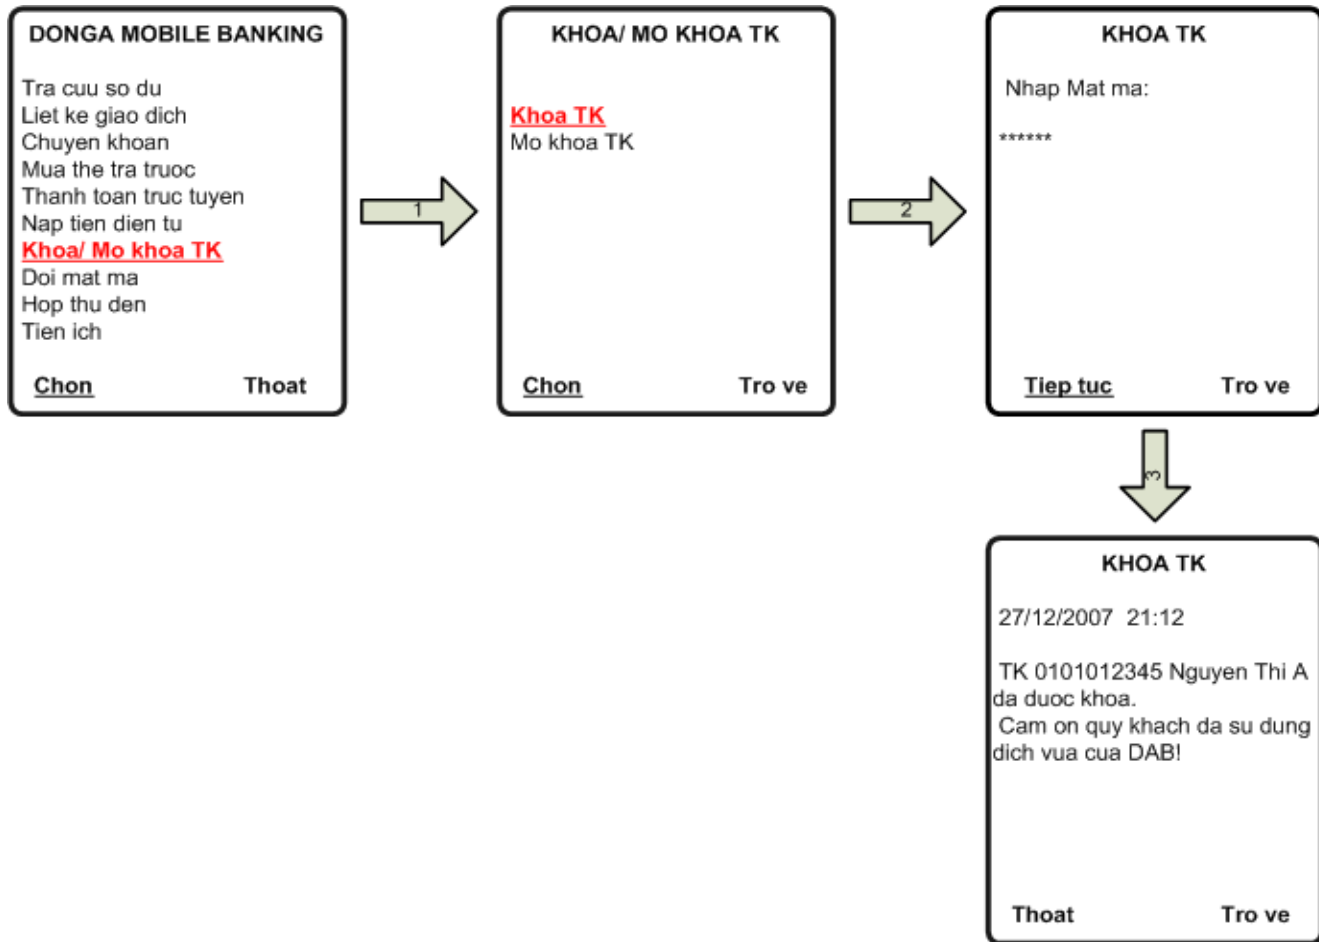 DONGA MOBILE BANKING
Tra cuu so du
Liet ke giao dich
Chuyen khoan
Mua the tra truoc
Thanh toan truc tuyen
Nap tien dien tu
Khoa/ Mo khoa TK
Doi mat ma
Hop thu den
Tien ich
Chon Thoat
1
KHOA/ MO KHOA TK
Khoa TK
Mo khoa TK
Chon Tro ve
2
KHOA TK
Nhap Mat ma:
******
Tiep tuc Tro ve
3
KHOA TK
27/12/2007 21:12
TK 0101012345 Nguyen Thi A
da duoc khoa.
Cam on quy khach da su dung
dich vua cua DAB!
Thoat Tro ve